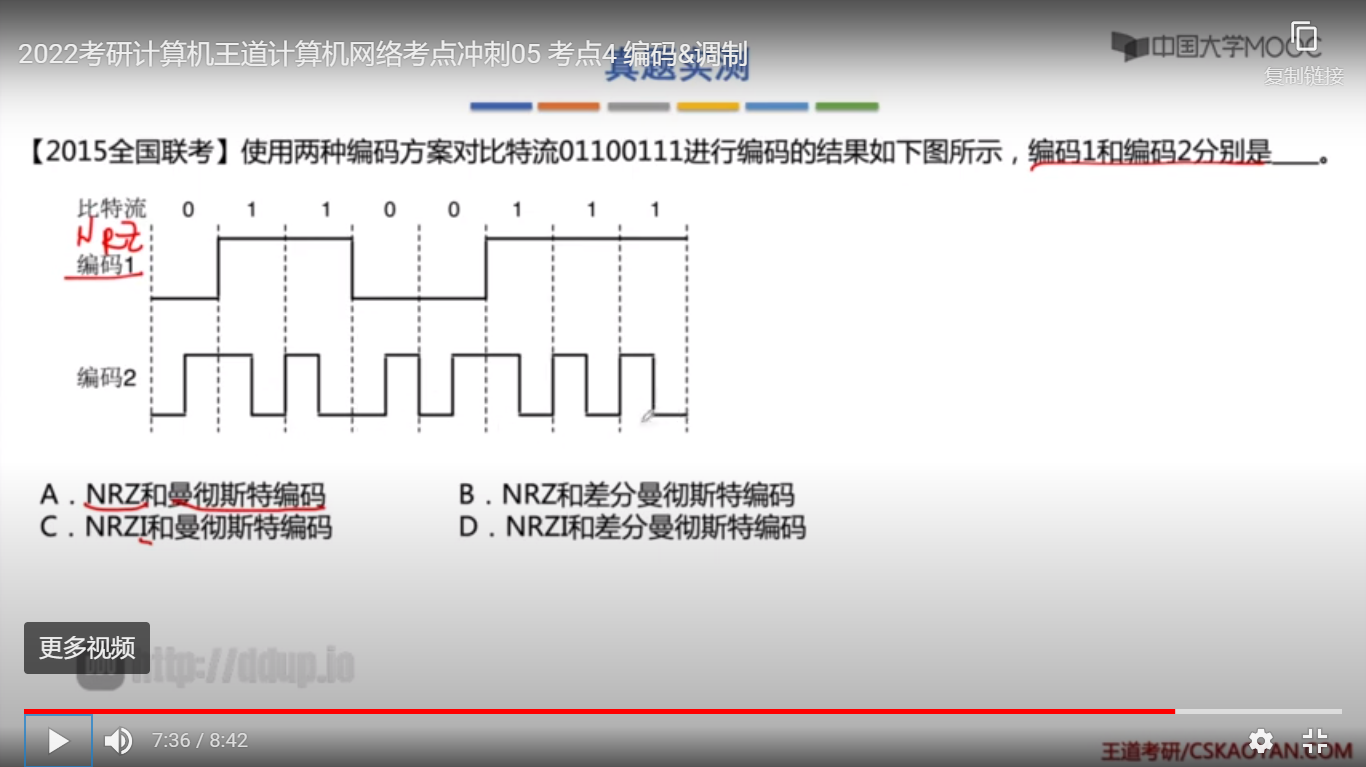 2022考研计算机王道计算机网络考点冲刺05 考点4 编码&调制
真题实测
中国大学MOOC
复制链接
【2015全国联考】使用两种编码方案对比特流01100111进行编码的结果如下图所示，编码1和编码2分别是____。
比特流 0 1 1 0 0 1 1 1
NRZ
编码1
编码2
A．NRZ和曼彻斯特编码 B．NRZ和差分曼彻斯特编码
C．NRZI和曼彻斯特编码 D．NRZI和差分曼彻斯特编码
更多视频
http://ddup.io
7:36 / 8:42
王道考研/CSKAOYAN.COM